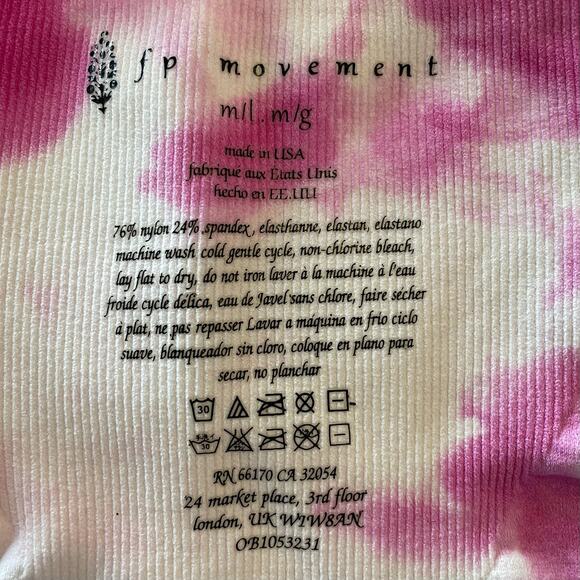 fp movement
m/l . m/g
made in USA
fabrique aux États Unis
hecho en EE.UU
76% nylon 24% spandex, elasthanne, elastan, elastano
machine wash cold gentle cycle, non-chlorine bleach,
lay flat to dry, do not iron laver à la machine à l'eau
froide cycle délica, eau de Javel sans chlore, faire sécher
à plat, ne pas repasser Lavar a máquina en frío ciclo
suave, blanqueador sin cloro, coloque en plano para
secar, no planchar
30
30
RN 66170 CA 32054
24 market place, 3rd floor
london, UK W1W8AN
OB1053231